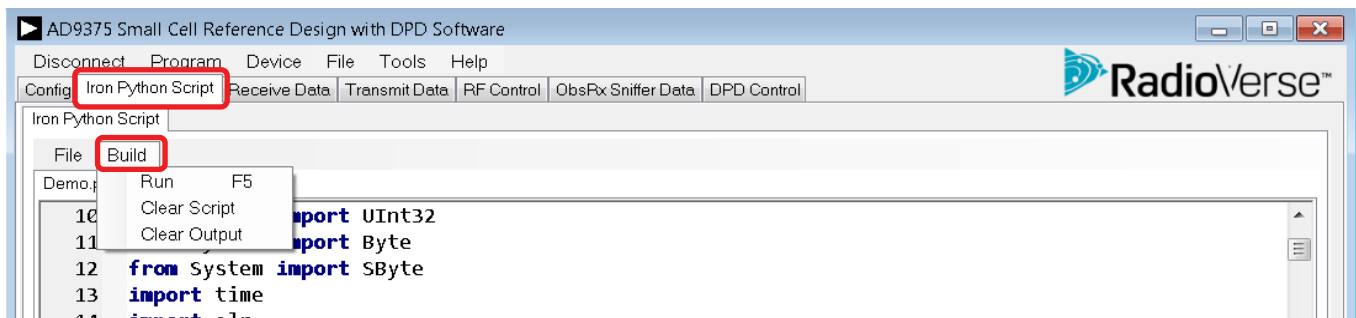 AD9375 Small Cell Reference Design with DPD Software
Disconnect Program Device File Tools Help
RadioVerse™
Config Iron Python Script Receive Data Transmit Data RF Control ObsRx Sniffer Data DPD Control
Iron Python Script
File Build
Demo.p
Run F5
Clear Script
Clear Output
10 import UInt32
11 import Byte
12 from System import SByte
13 import time
14 import